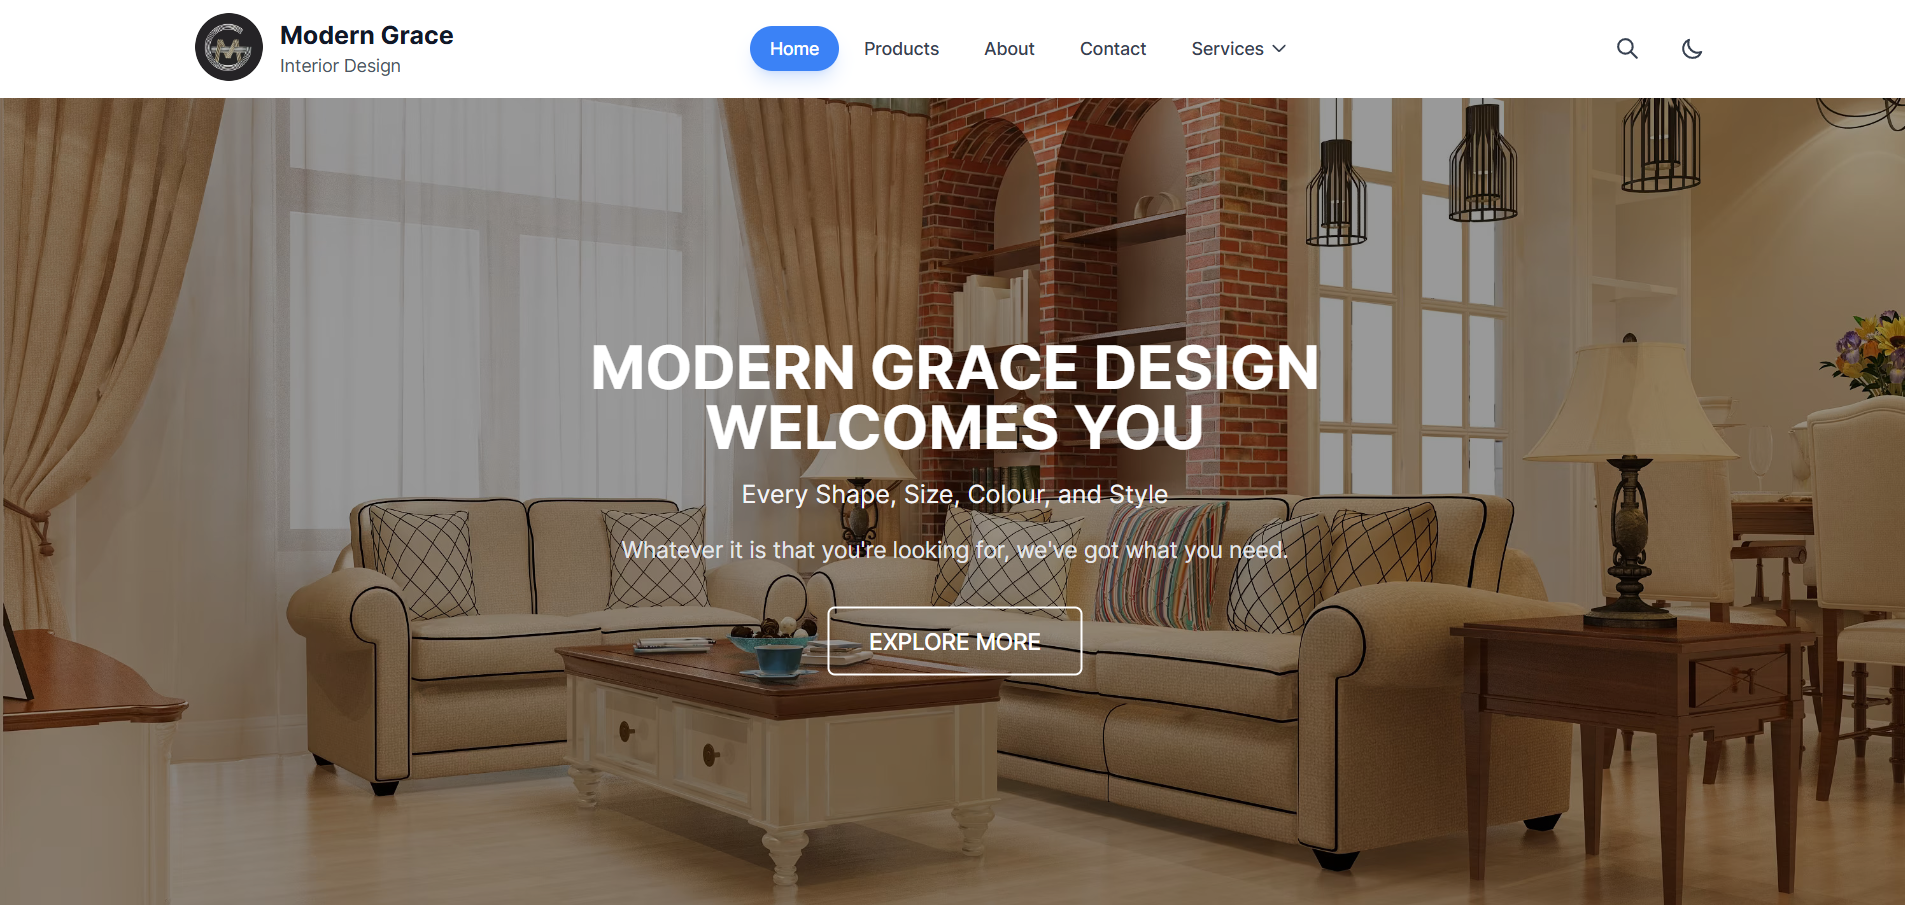 Modern Grace
Interior Design
Home
Products
About
Contact
Services
MODERN GRACE DESIGN
WELCOMES YOU
Every Shape, Size, Colour, and Style
Whatever it is that you're looking for, we've got what you need.
EXPLORE MORE